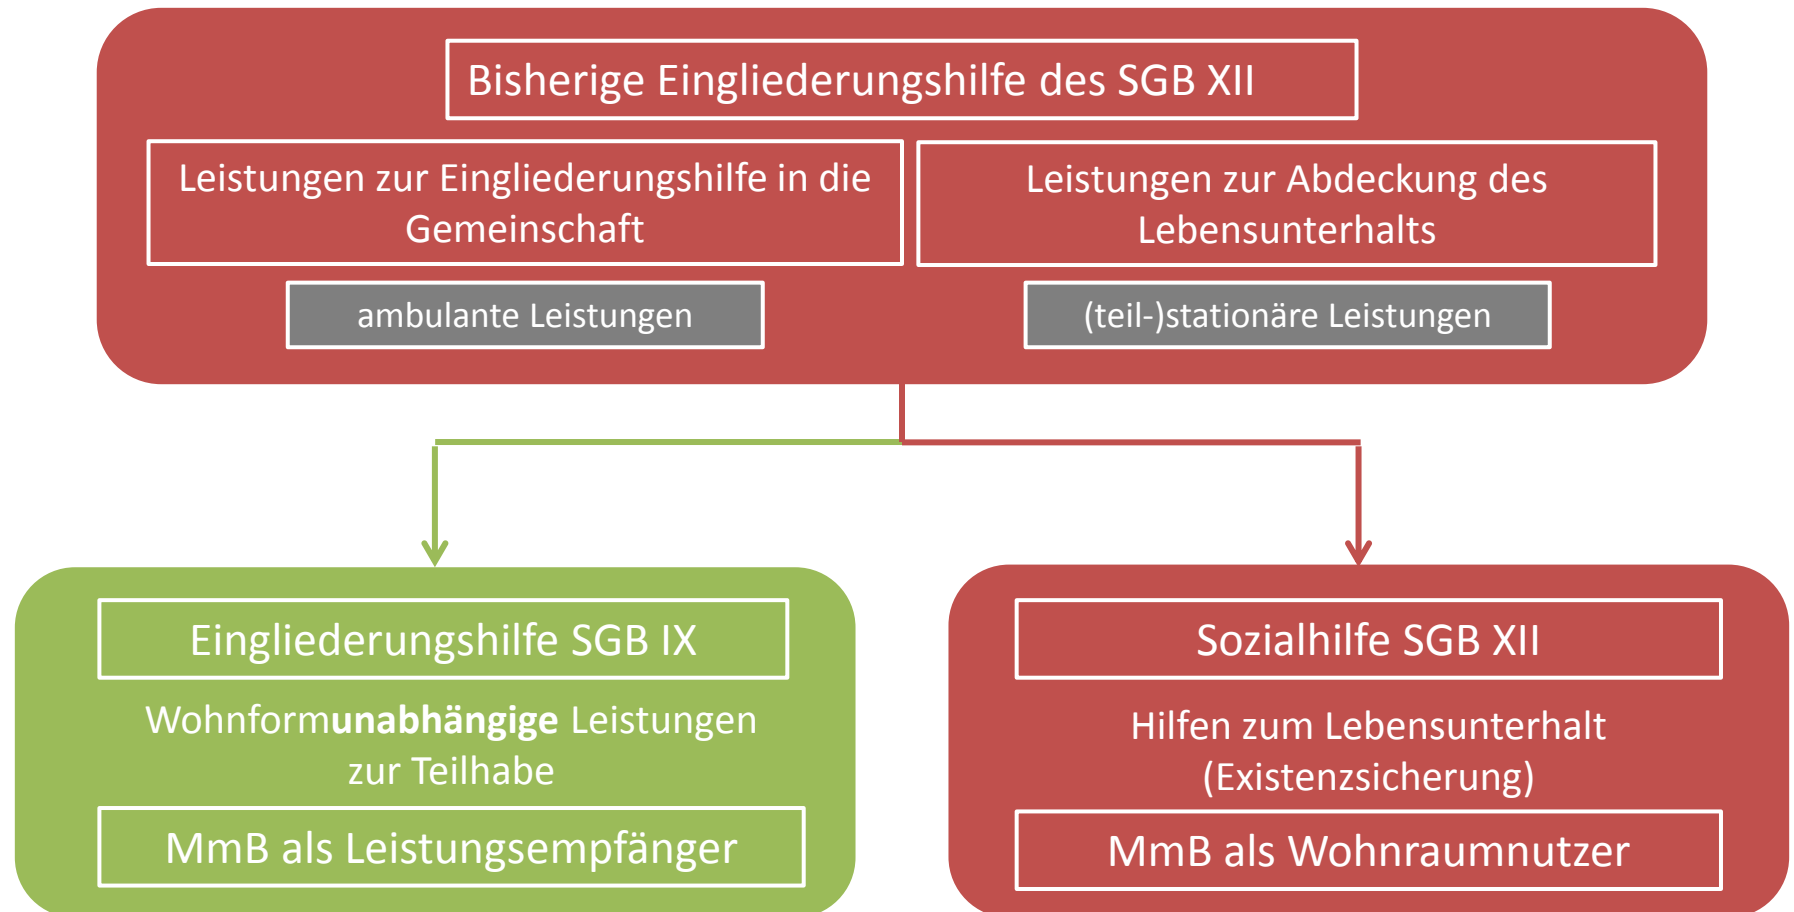 Bisherige Eingliederungshilfe des SGB XII
Leistungen zur Eingliederungshilfe in die
Gemeinschaft
Leistungen zur Abdeckung des
Lebensunterhalts
ambulante Leistungen
(teil-)stationäre Leistungen
Eingliederungshilfe SGB IX
Wohnformunabhängige Leistungen
zur Teilhabe
MmB als Leistungsempfänger
Sozialhilfe SGB XII
Hilfen zum Lebensunterhalt
(Existenzsicherung)
MmB als Wohnraumnutzer